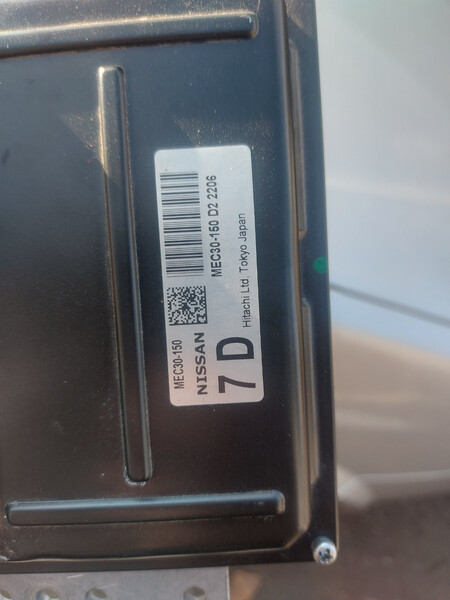 MEC30-150 D2 2206
MEC30-150
NISSAN
7 D
Hitachi Ltd. Tokyo Japan